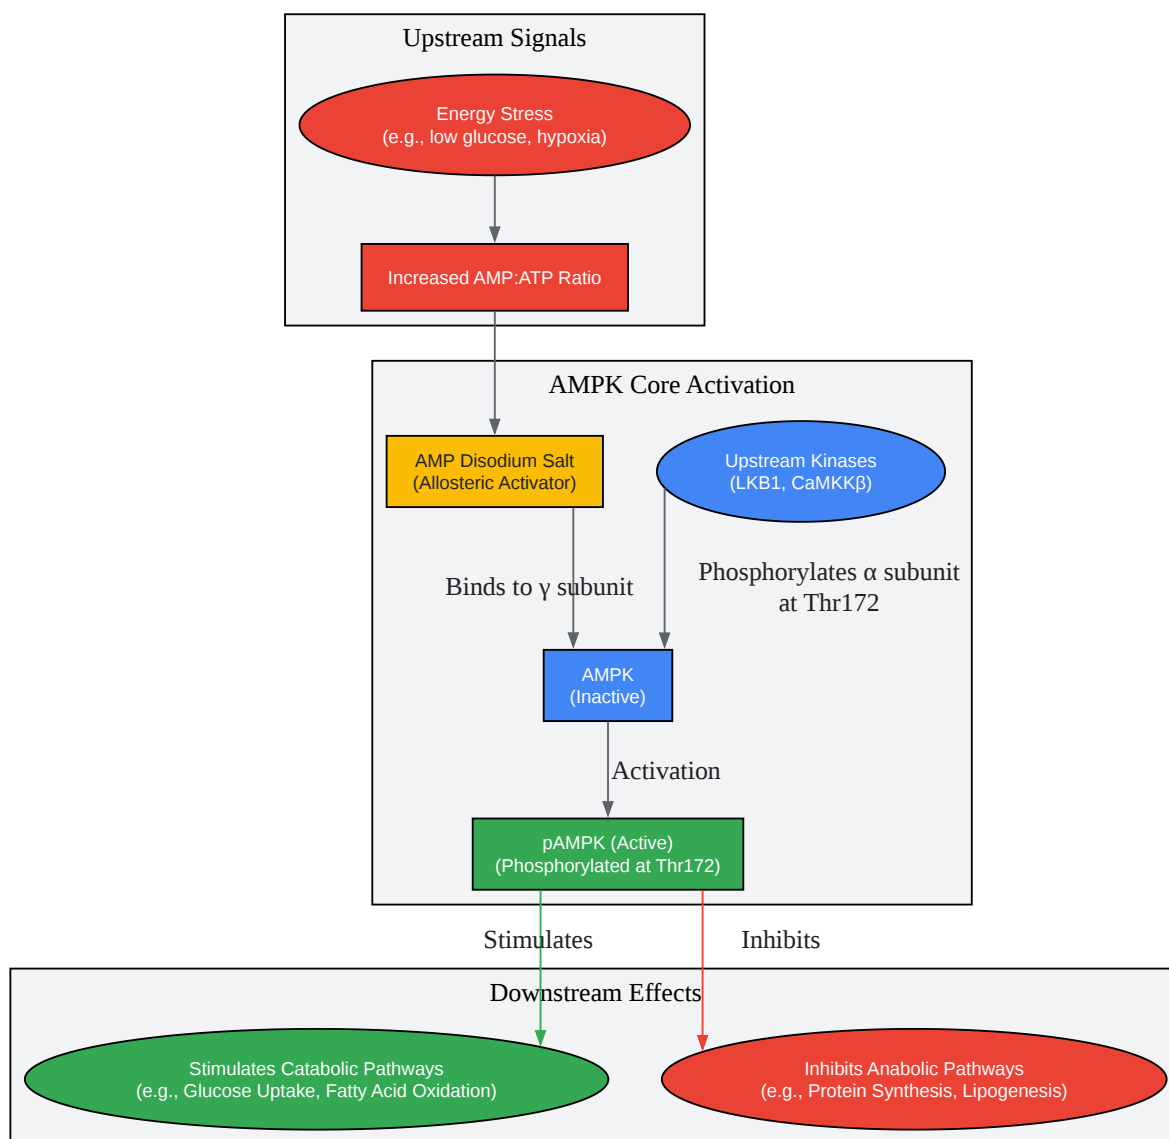 Upstream Signals
Energy Stress
(e.g., low glucose, hypoxia)
Increased AMP:ATP Ratio
AMPK Core Activation
AMP Disodium Salt
(Allosteric Activator)
Upstream Kinases
(LKB1, CaMKKβ)
Binds to γ subunit
Phosphorylates α subunit
at Thr172
AMPK
(Inactive)
Activation
pAMPK (Active)
(Phosphorylated at Thr172)
Stimulates
Inhibits
Downstream Effects
Stimulates Catabolic Pathways
(e.g., Glucose Uptake, Fatty Acid Oxidation)
Inhibits Anabolic Pathways
(e.g., Protein Synthesis, Lipogenesis)